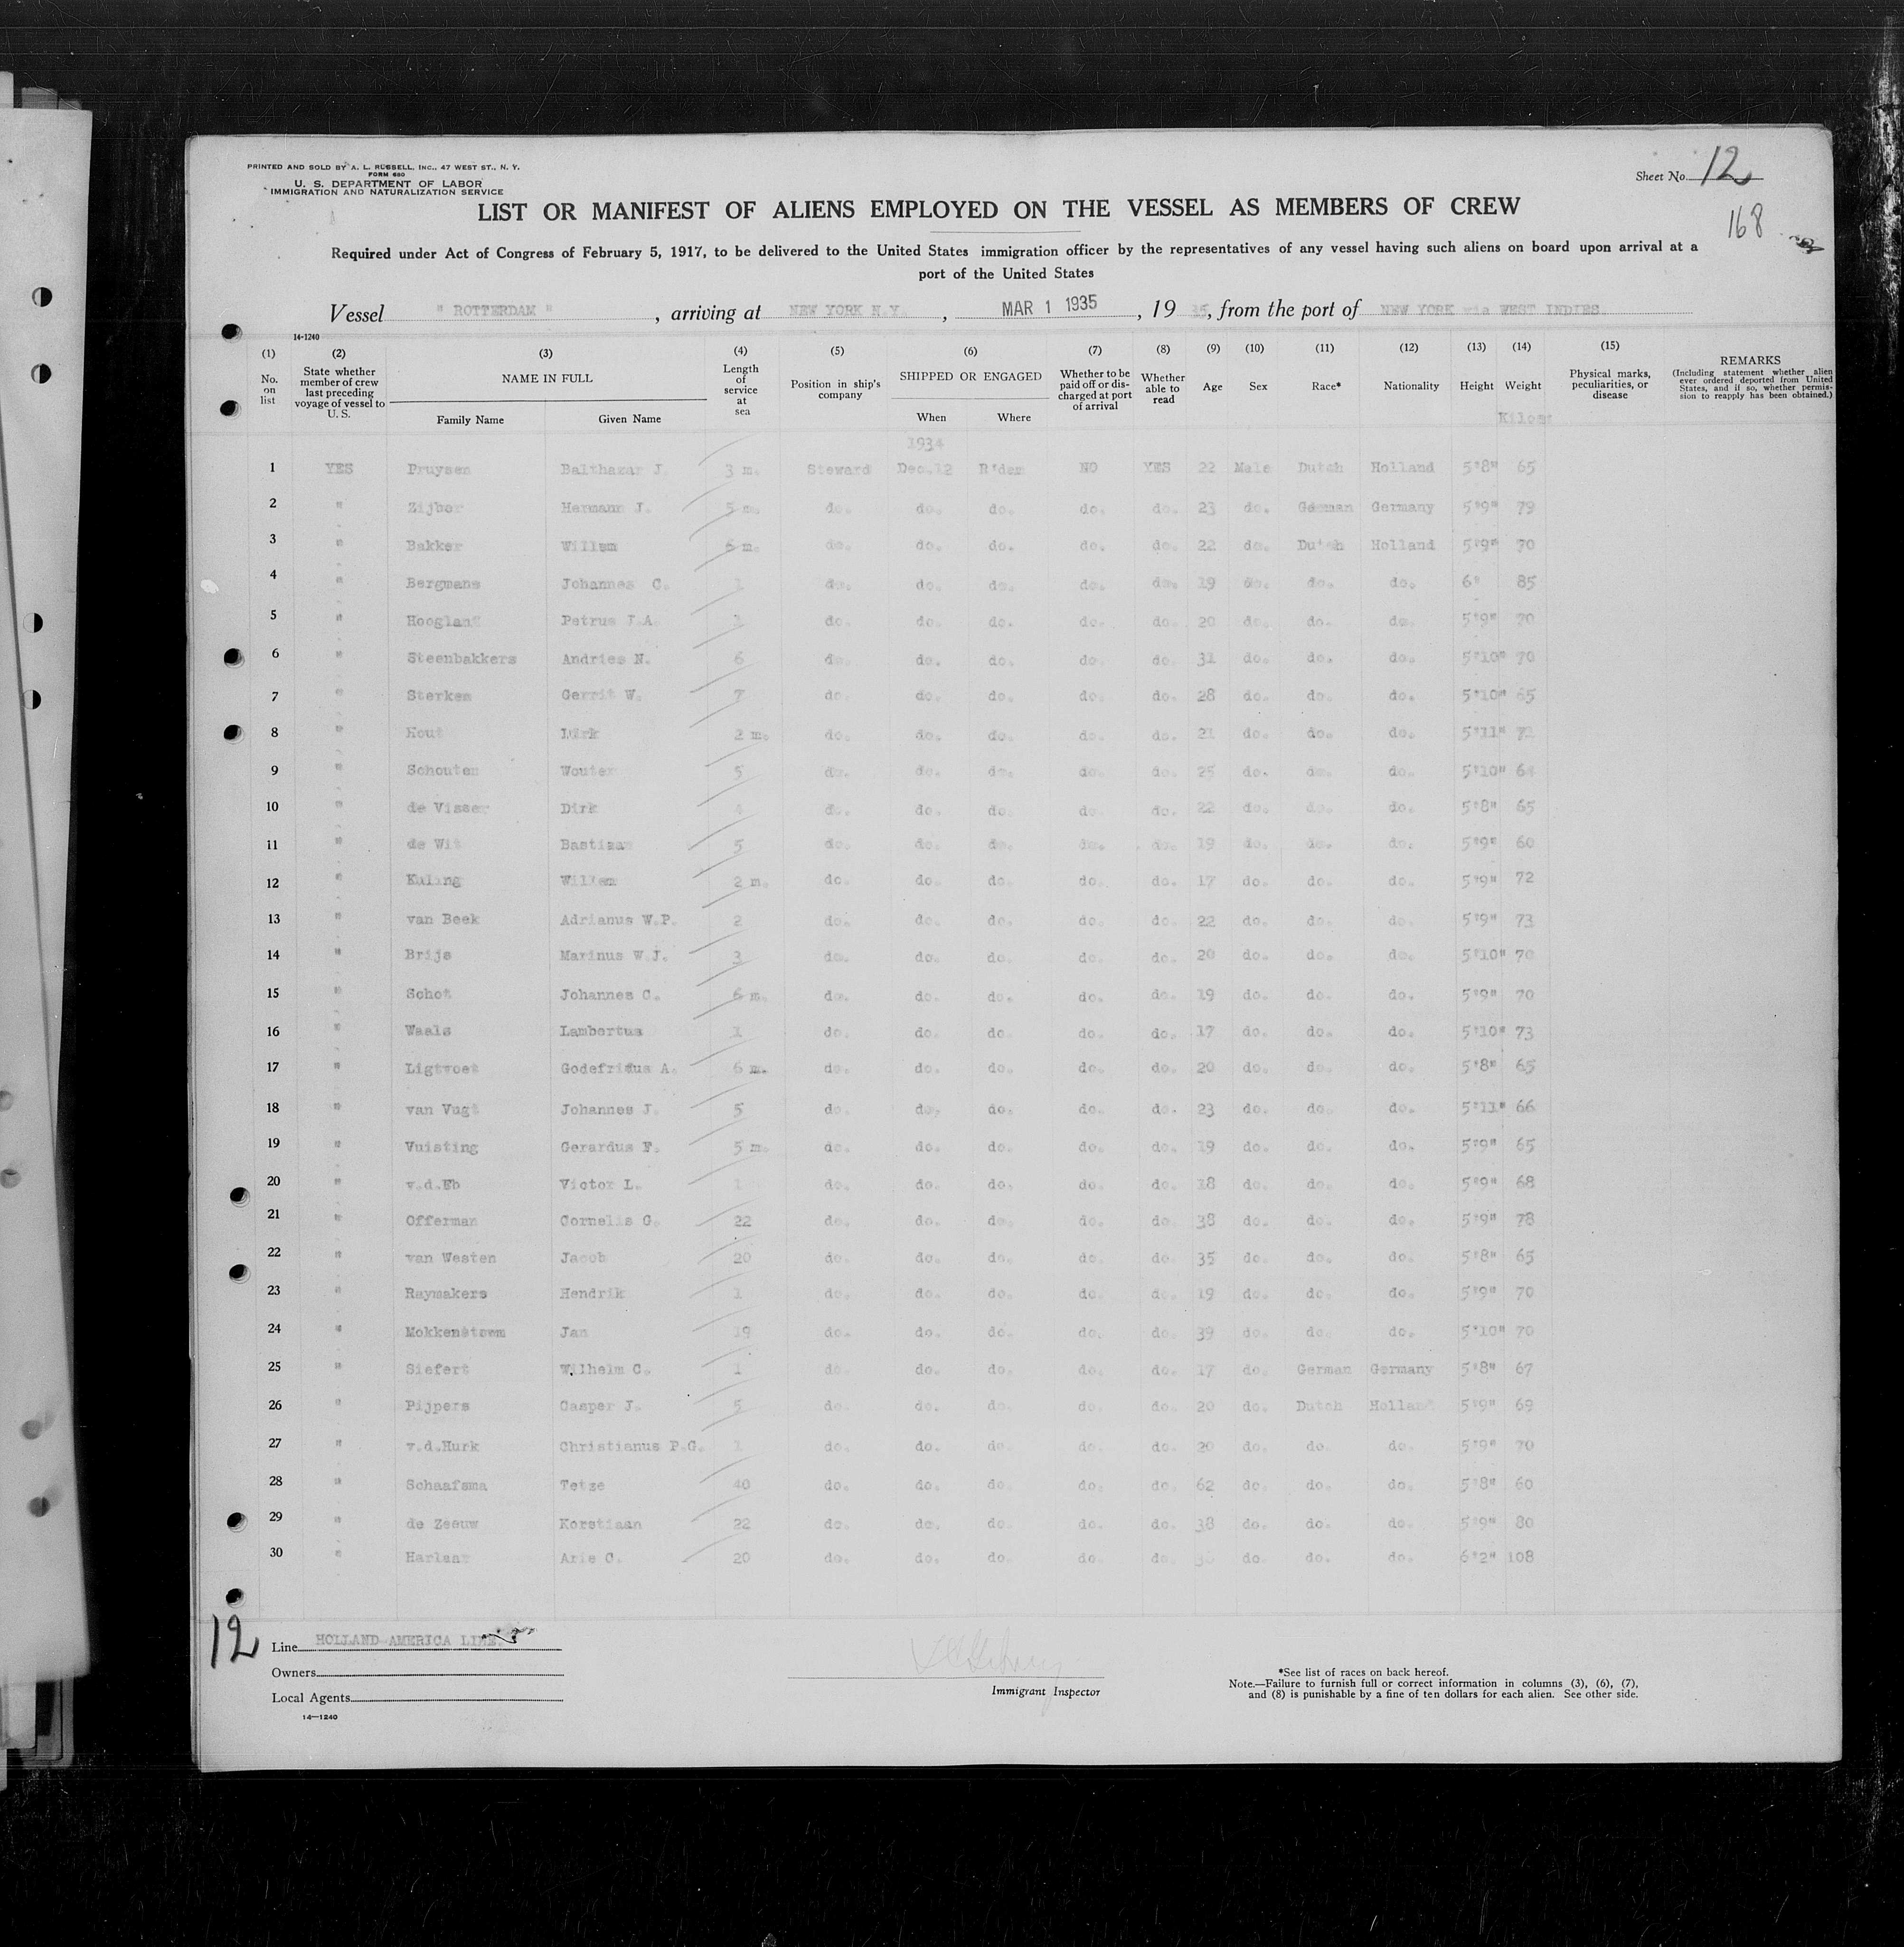 PRINTED AND SOLD BY A. L. RUSSELL, INC., 47 WEST ST., N. Y.
FORM 680
U. S. DEPARTMENT OF LABOR
IMMIGRATION AND NATURALIZATION SERVICE
Sheet No. 12
168
LIST OR MANIFEST OF ALIENS EMPLOYED ON THE VESSEL AS MEMBERS OF CREW
Required under Act of Congress of February 5, 1917, to be delivered to the United States immigration officer by the representatives of any vessel having such aliens on board upon arrival at a
port of the United States
Vessel " ROTTERDAM ", arriving at NEW YORK N.Y., MAR 1 1935, 19 35, from the port of NEW YORK via WEST INDIES.
14-1240
(1) No. on list
(2) State whether member of crew last preceding voyage of vessel to U. S.
(3) NAME IN FULL Family Name Given Name
(4) Length of service at sea
(5) Position in ship's company
(6) SHIPPED OR ENGAGED When Where
(7) Whether to be paid off or discharged at port of arrival
(8) Whether able to read
(9) Age
(10) Sex
(11) Race*
(12) Nationality
(13) Height
(14) Weight Kilos
(15) Physical marks, peculiarities, or disease
REMARKS (Including statement whether alien ever ordered deported from United States, and if so, whether permission to reapply has been obtained.)
1934
1 YES Pruysen Balthazar J. 3 m. Steward Dec.12 R'dam NO YES 22 Male Dutch Holland 5'8" 65
2 " Zijber Hermann J. 5 m. do. do. do. do. do. 23 do. German Germany 5'9" 79
3 " Bakker Willem 6 m. do. do. do. do. do. 22 do. Dutch Holland 5'9" 70
4 " Bergmans Johannes C. 1 do. do. do. do. do. 19 do. do. do. 6' 85
5 " Hoogland Petrus J.A. do. do. do. do. do. 20 do. do. do. 5'9" 70
6 " Steenbakkers Andries N. 6 do. do. do. do. do. 31 do. do. do. 5'10" 70
7 " Sterken Gerrit W. 7 do. do. do. do. do. 28 do. do. do. 5'10" 65
8 " Hout Dirk 2 m. do. do. do. do. do. 21 do. do. do. 5'11" 72
9 " Schouten Wouter 5 do. do. do. do. do. 25 do. do. do. 5'10" 64
10 " de Visser Dirk do. do. do. do. do. 22 do. do. do. 5'8" 65
11 " de Wit Bastiaan 5 do. do. do. do. do. 19 do. do. do. 5'9" 60
12 " Willem 2 m. do. do. do. do. do. 17 do. do. do. 5'9" 72
13 " van Beek Adrianus W.P. 2 do. do. do. do. do. 22 do. do. do. 5'9" 73
14 " Brijs Marinus W.J. 3 do. do. do. do. do. 20 do. do. do. 5'10" 70
15 " Schot Johannes C. 6 m. do. do. do. do. do. 19 do. do. do. 5'9" 70
16 " Waals Lambertus 1 do. do. do. do. do. 17 do. do. do. 5'10" 73
17 " Ligtvoet Godefridus A. 6 m. do. do. do. do. do. 20 do. do. do. 5'8" 65
18 " van Vugt Johannes J. 5 do. do. do. do. do. 23 do. do. do. 5'11" 66
19 " Vuisting Gerardus F. 5 m. do. do. do. do. do. 19 do. do. do. 5'9" 65
20 " v.d.Eb Victor L. 1 do. do. do. do. do. 18 do. do. do. 5'9" 68
21 " Offerman Cornelis G. 22 do. do. do. do. do. 38 do. do. do. 5'9" 78
22 " van Westen Jacob 20 do. do. do. do. do. 35 do. do. do. 5'8" 65
23 " Raymakers Hendrik 1 do. do. do. do. do. 19 do. do. do. 5'9" 70
24 " Mokkenstorm Jan 19 do. do. do. do. do. 39 do. do. do. 5'10" 70
25 " Siefert Wilhelm C. 1 do. do. do. do. do. 17 do. German Germany 5'8" 67
26 " Pijpers Casper J. 5 do. do. do. do. do. 20 do. Dutch Holland 5'9" 69
27 " v.d.Hurk Christianus P.G. 1 do. do. do. do. do. 20 do. do. do. 5'9" 70
28 " Schaafsma Tetze 40 do. do. do. do. do. 62 do. do. do. 5'8" 60
29 " de Zeeuw Korstiaan 22 do. do. do. do. do. 38 do. do. do. 5'9" 80
30 " Harlaar Arie C. 20 do. do. do. do. do. do. do. do. 6'2" 108
12
Line HOLLAND-AMERICA LINE.
Owners
Local Agents
14—1240
Immigrant Inspector
*See list of races on back hereof.
Note.—Failure to furnish full or correct information in columns (3), (6), (7),
and (8) is punishable by a fine of ten dollars for each alien. See other side.